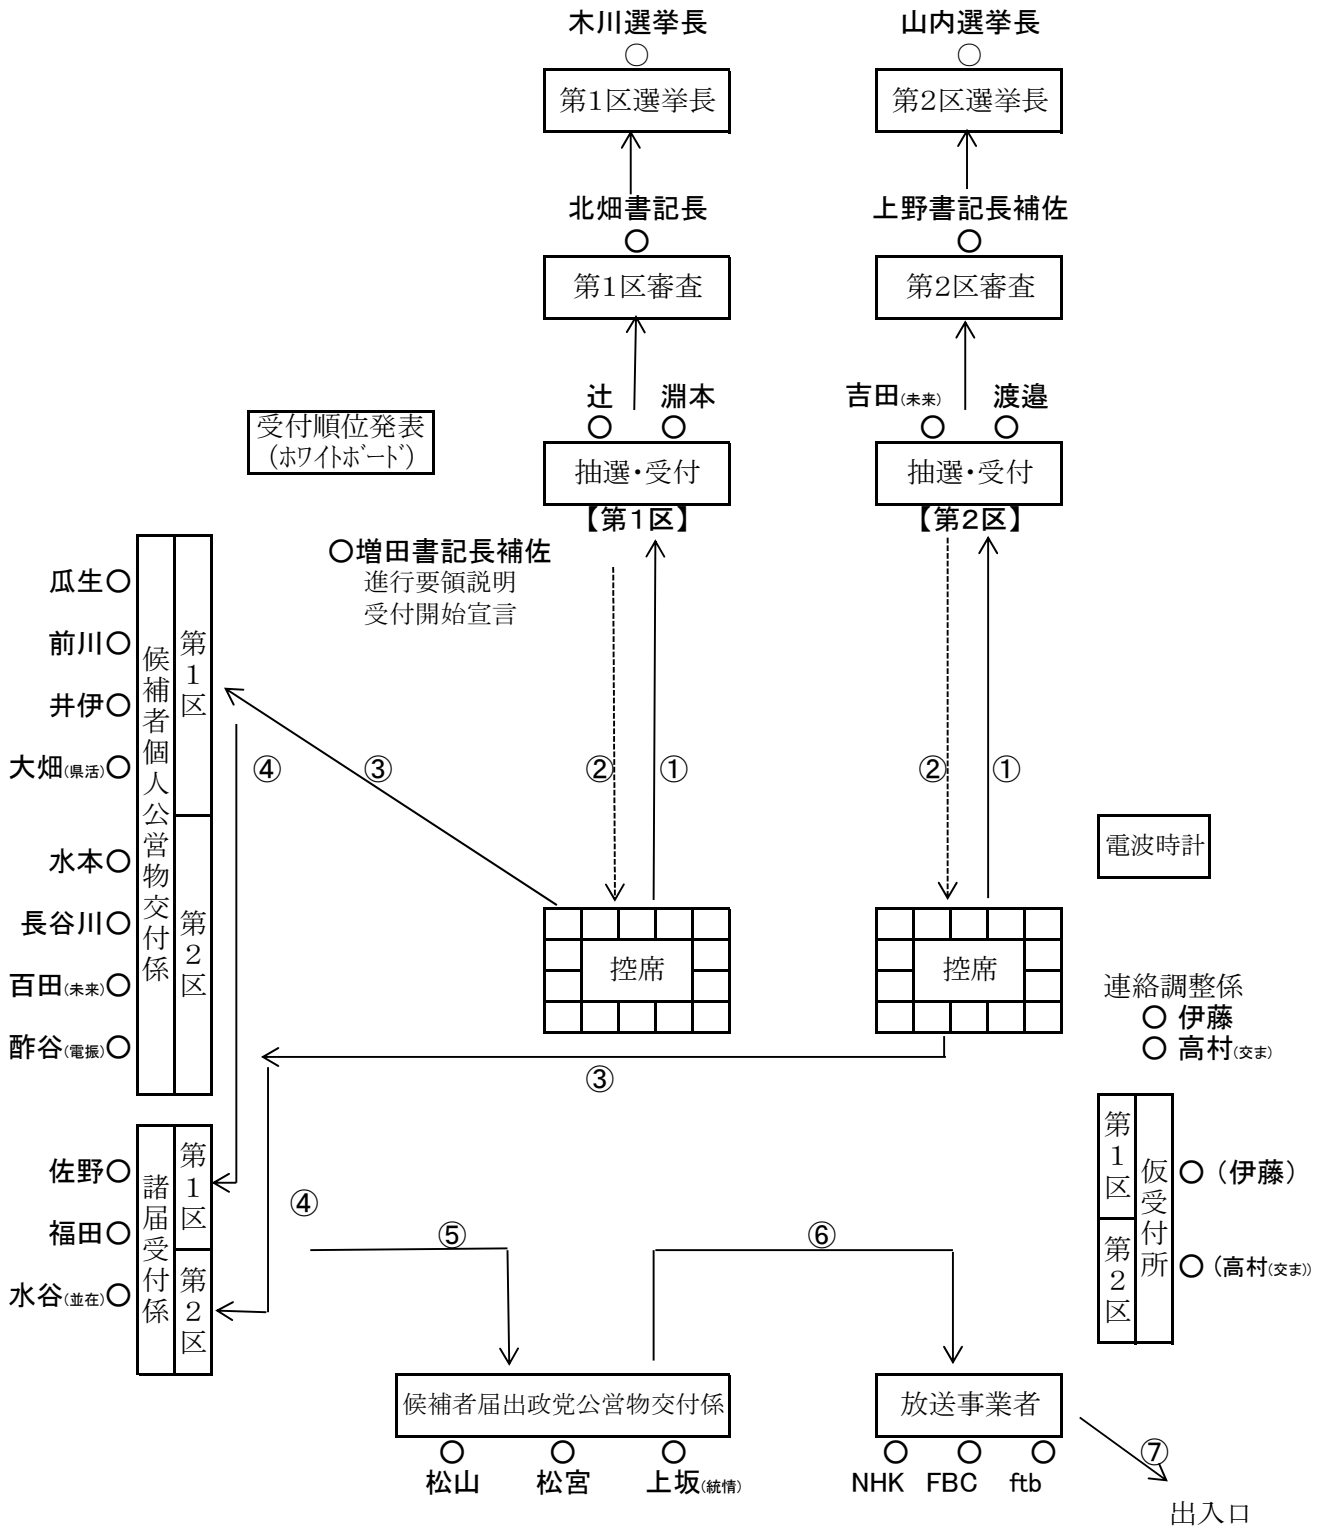 木川選挙長
山内選挙長
第1区選挙長
第2区選挙長
北畑書記長
上野書記長補佐
第1区審査
第2区審査
辻
淵本
吉田(未来)
渡邉
受付順位発表
(ﾎﾜｲﾄﾎﾞｰﾄﾞ)
抽選・受付
抽選・受付
【第1区】
【第2区】
○増田書記長補佐
進行要領説明
受付開始宣言
瓜生○
前川○
井伊○
大畑(県活)○
水本○
長谷川○
百田(未来)○
酢谷(電振)○
候補者個人公営物交付係
第1区
第2区
④
③
②
①
②
①
電波時計
控席
控席
連絡調整係
○ 伊藤
○ 高村(交ま)
③
佐野○
福田○
水谷(並在)○
諸届受付係
第1区
第2区
④
⑤
⑥
第1区
第2区
仮受付所
○（伊藤）
○（高村(交ま)）
候補者届出政党公営物交付係
放送事業者
松山
松宮
上坂(統情)
NHK
FBC
ftb
⑦
出入口